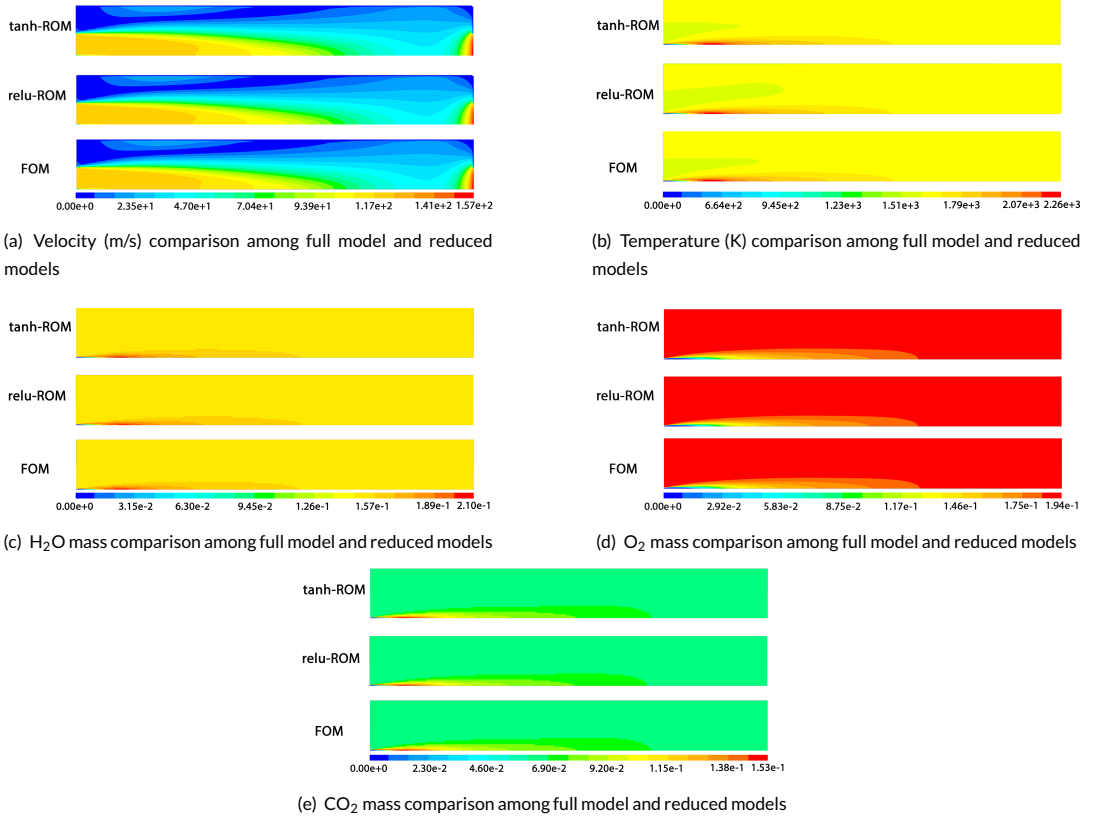 tanh-ROM
relu-ROM
FOM
0.00e+0 2.35e+1 4.70e+1 7.04e+1 9.39e+1 1.17e+2 1.41e+2 1.57e+2
(a) Velocity (m/s) comparison among full model and reduced
models
tanh-ROM
relu-ROM
FOM
0.00e+3 6.64e+2 9.45e+2 1.23e+3 1.51e+3 1.79e+3 2.07e+3 2.26e+3
(b) Temperature (K) comparison among full model and reduced
models
tanh-ROM
relu-ROM
FOM
0.00e+0 3.15e-2 6.30e-2 9.45e-2 1.26e-1 1.57e-1 1.89e-1 2.10e-1
(c) H₂O mass comparison among full model and reduced models
tanh-ROM
relu-ROM
FOM
0.00e+0 2.92e-2 5.83e-2 8.75e-2 1.17e-1 1.46e-1 1.75e-1 1.94e-1
(d) O₂ mass comparison among full model and reduced models
tanh-ROM
relu-ROM
FOM
0.00e+0 2.30e-2 4.60e-2 6.90e-2 9.20e-2 1.15e-1 1.38e-1 1.53e-1
(e) CO₂ mass comparison among full model and reduced models